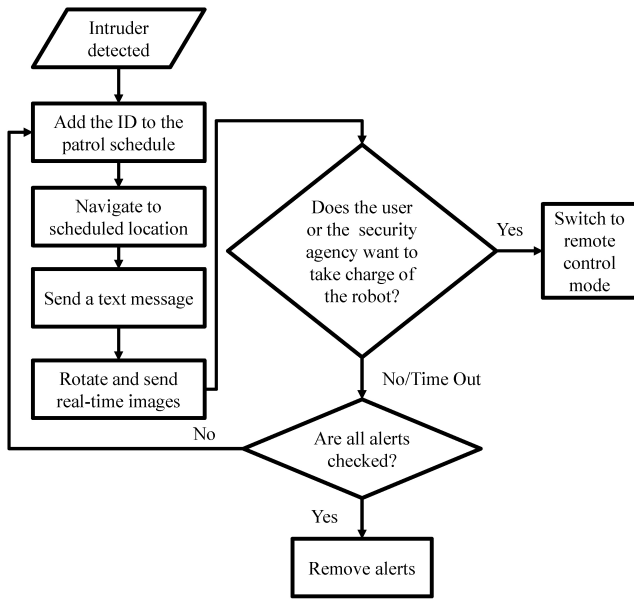 Intruder
detected
Add the ID to the
patrol schedule
Navigate to
scheduled location
Send a text message
Rotate and send
real-time images
Does the user
or the security
agency want to
take charge of
the robot?
Yes
Switch to
remote
control
mode
No/Time Out
Are all alerts
checked?
No
Yes
Remove alerts